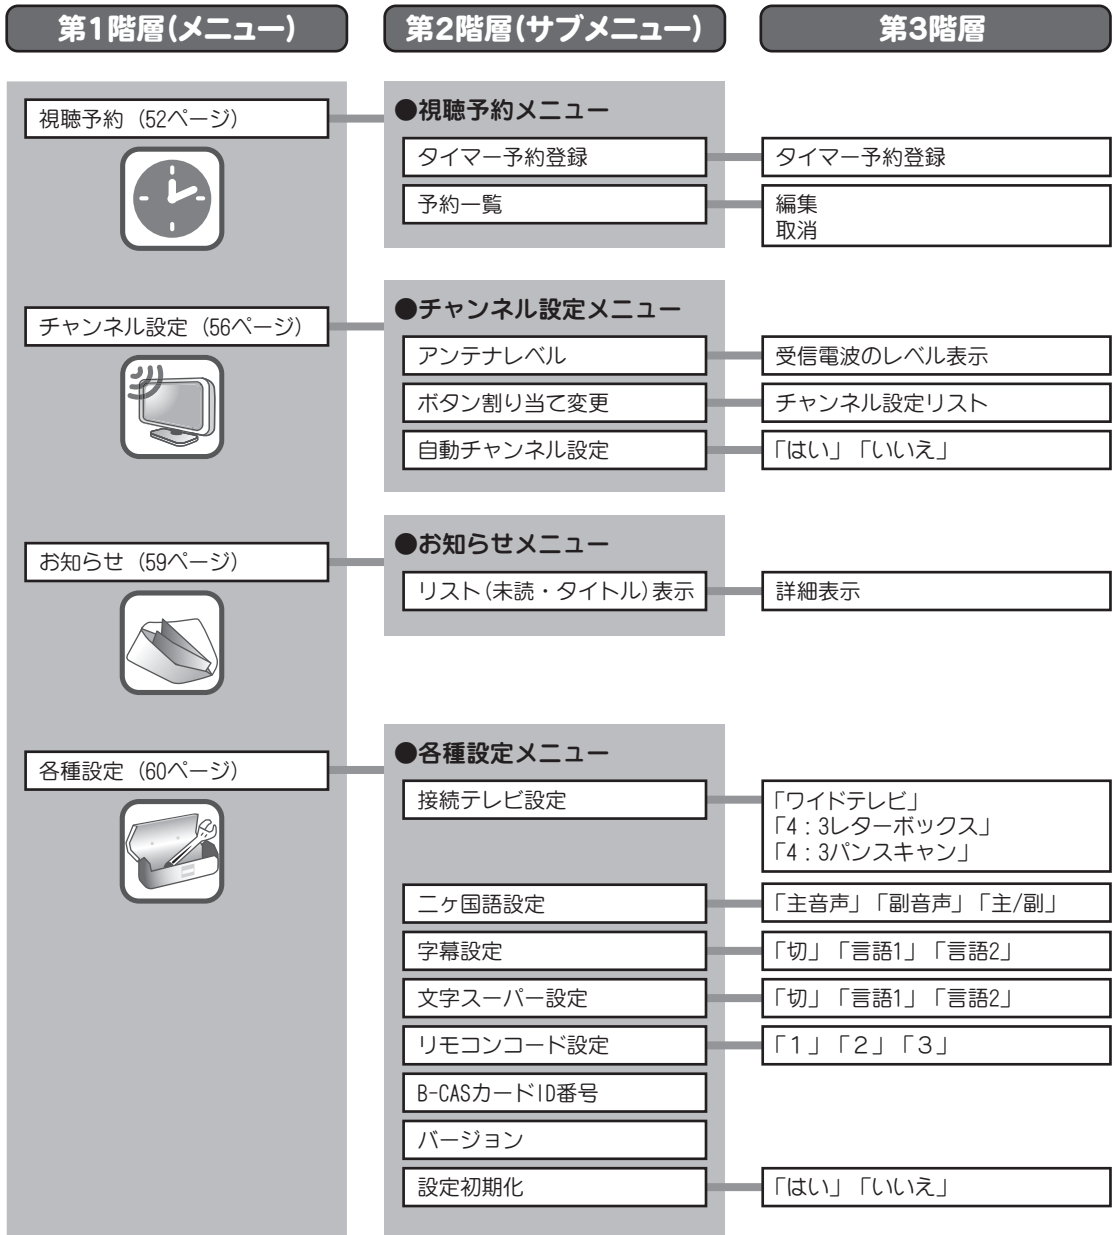 第1階層(メニュー)
第2階層(サブメニュー)
第3階層
視聴予約 (52ページ)
●視聴予約メニュー
タイマー予約登録
タイマー予約登録
予約一覧
編集
取消
チャンネル設定 (56ページ)
●チャンネル設定メニュー
アンテナレベル
受信電波のレベル表示
ボタン割り当て変更
チャンネル設定リスト
自動チャンネル設定
「はい」「いいえ」
お知らせ (59ページ)
●お知らせメニュー
リスト(未読・タイトル)表示
詳細表示
各種設定 (60ページ)
●各種設定メニュー
接続テレビ設定
「ワイドテレビ」
「4:3レターボックス」
「4:3パンスキャン」
二ヶ国語設定
「主音声」「副音声」「主/副」
字幕設定
「切」「言語1」「言語2」
文字スーパー設定
「切」「言語1」「言語2」
リモコンコード設定
「1」「2」「3」
B-CASカードID番号
バージョン
設定初期化
「はい」「いいえ」